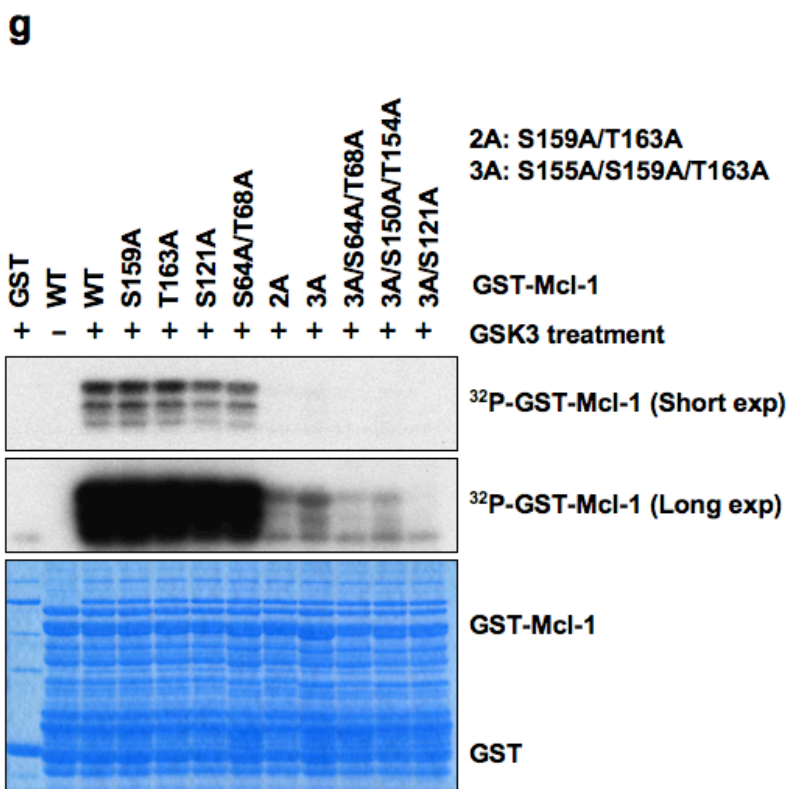 g
GST
WT
WT
S159A
T163A
S121A
S64A/T68A
2A
3A
3A/S64A/T68A
3A/S150A/T154A
3A/S121A
2A: S159A/T163A
3A: S155A/S159A/T163A
GST-Mcl-1
+ - + + + + + + + + + + GSK3 treatment
³²P-GST-Mcl-1 (Short exp)
³²P-GST-Mcl-1 (Long exp)
GST-Mcl-1
GST